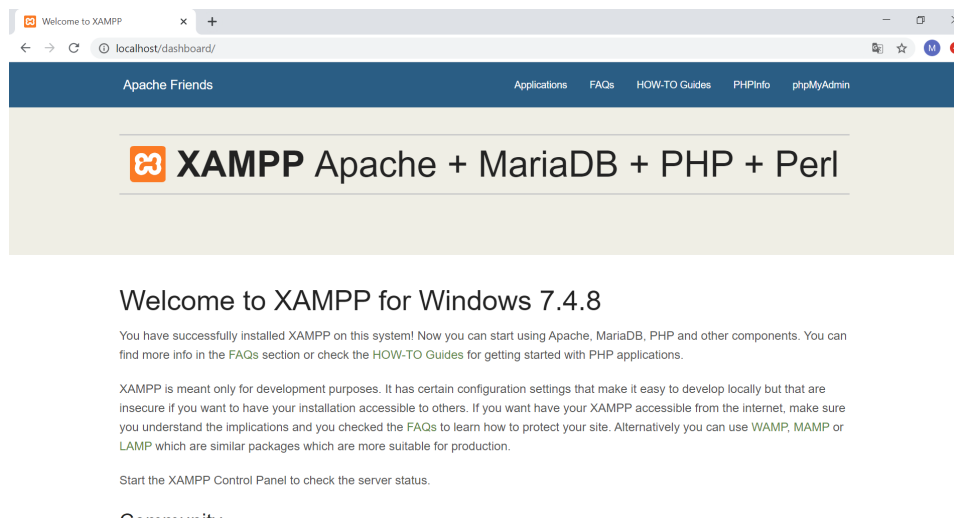 Welcome to XAMPP
localhost/dashboard/
M
Apache Friends
Applications FAQs HOW-TO Guides PHPInfo phpMyAdmin
XAMPP Apache + MariaDB + PHP + Perl
Welcome to XAMPP for Windows 7.4.8
You have successfully installed XAMPP on this system! Now you can start using Apache, MariaDB, PHP and other components. You can
find more info in the FAQs section or check the HOW-TO Guides for getting started with PHP applications.
XAMPP is meant only for development purposes. It has certain configuration settings that make it easy to develop locally but that are
insecure if you want to have your installation accessible to others. If you want have your XAMPP accessible from the internet, make sure
you understand the implications and you checked the FAQs to learn how to protect your site. Alternatively you can use WAMP, MAMP or
LAMP which are similar packages which are more suitable for production.
Start the XAMPP Control Panel to check the server status.
Community